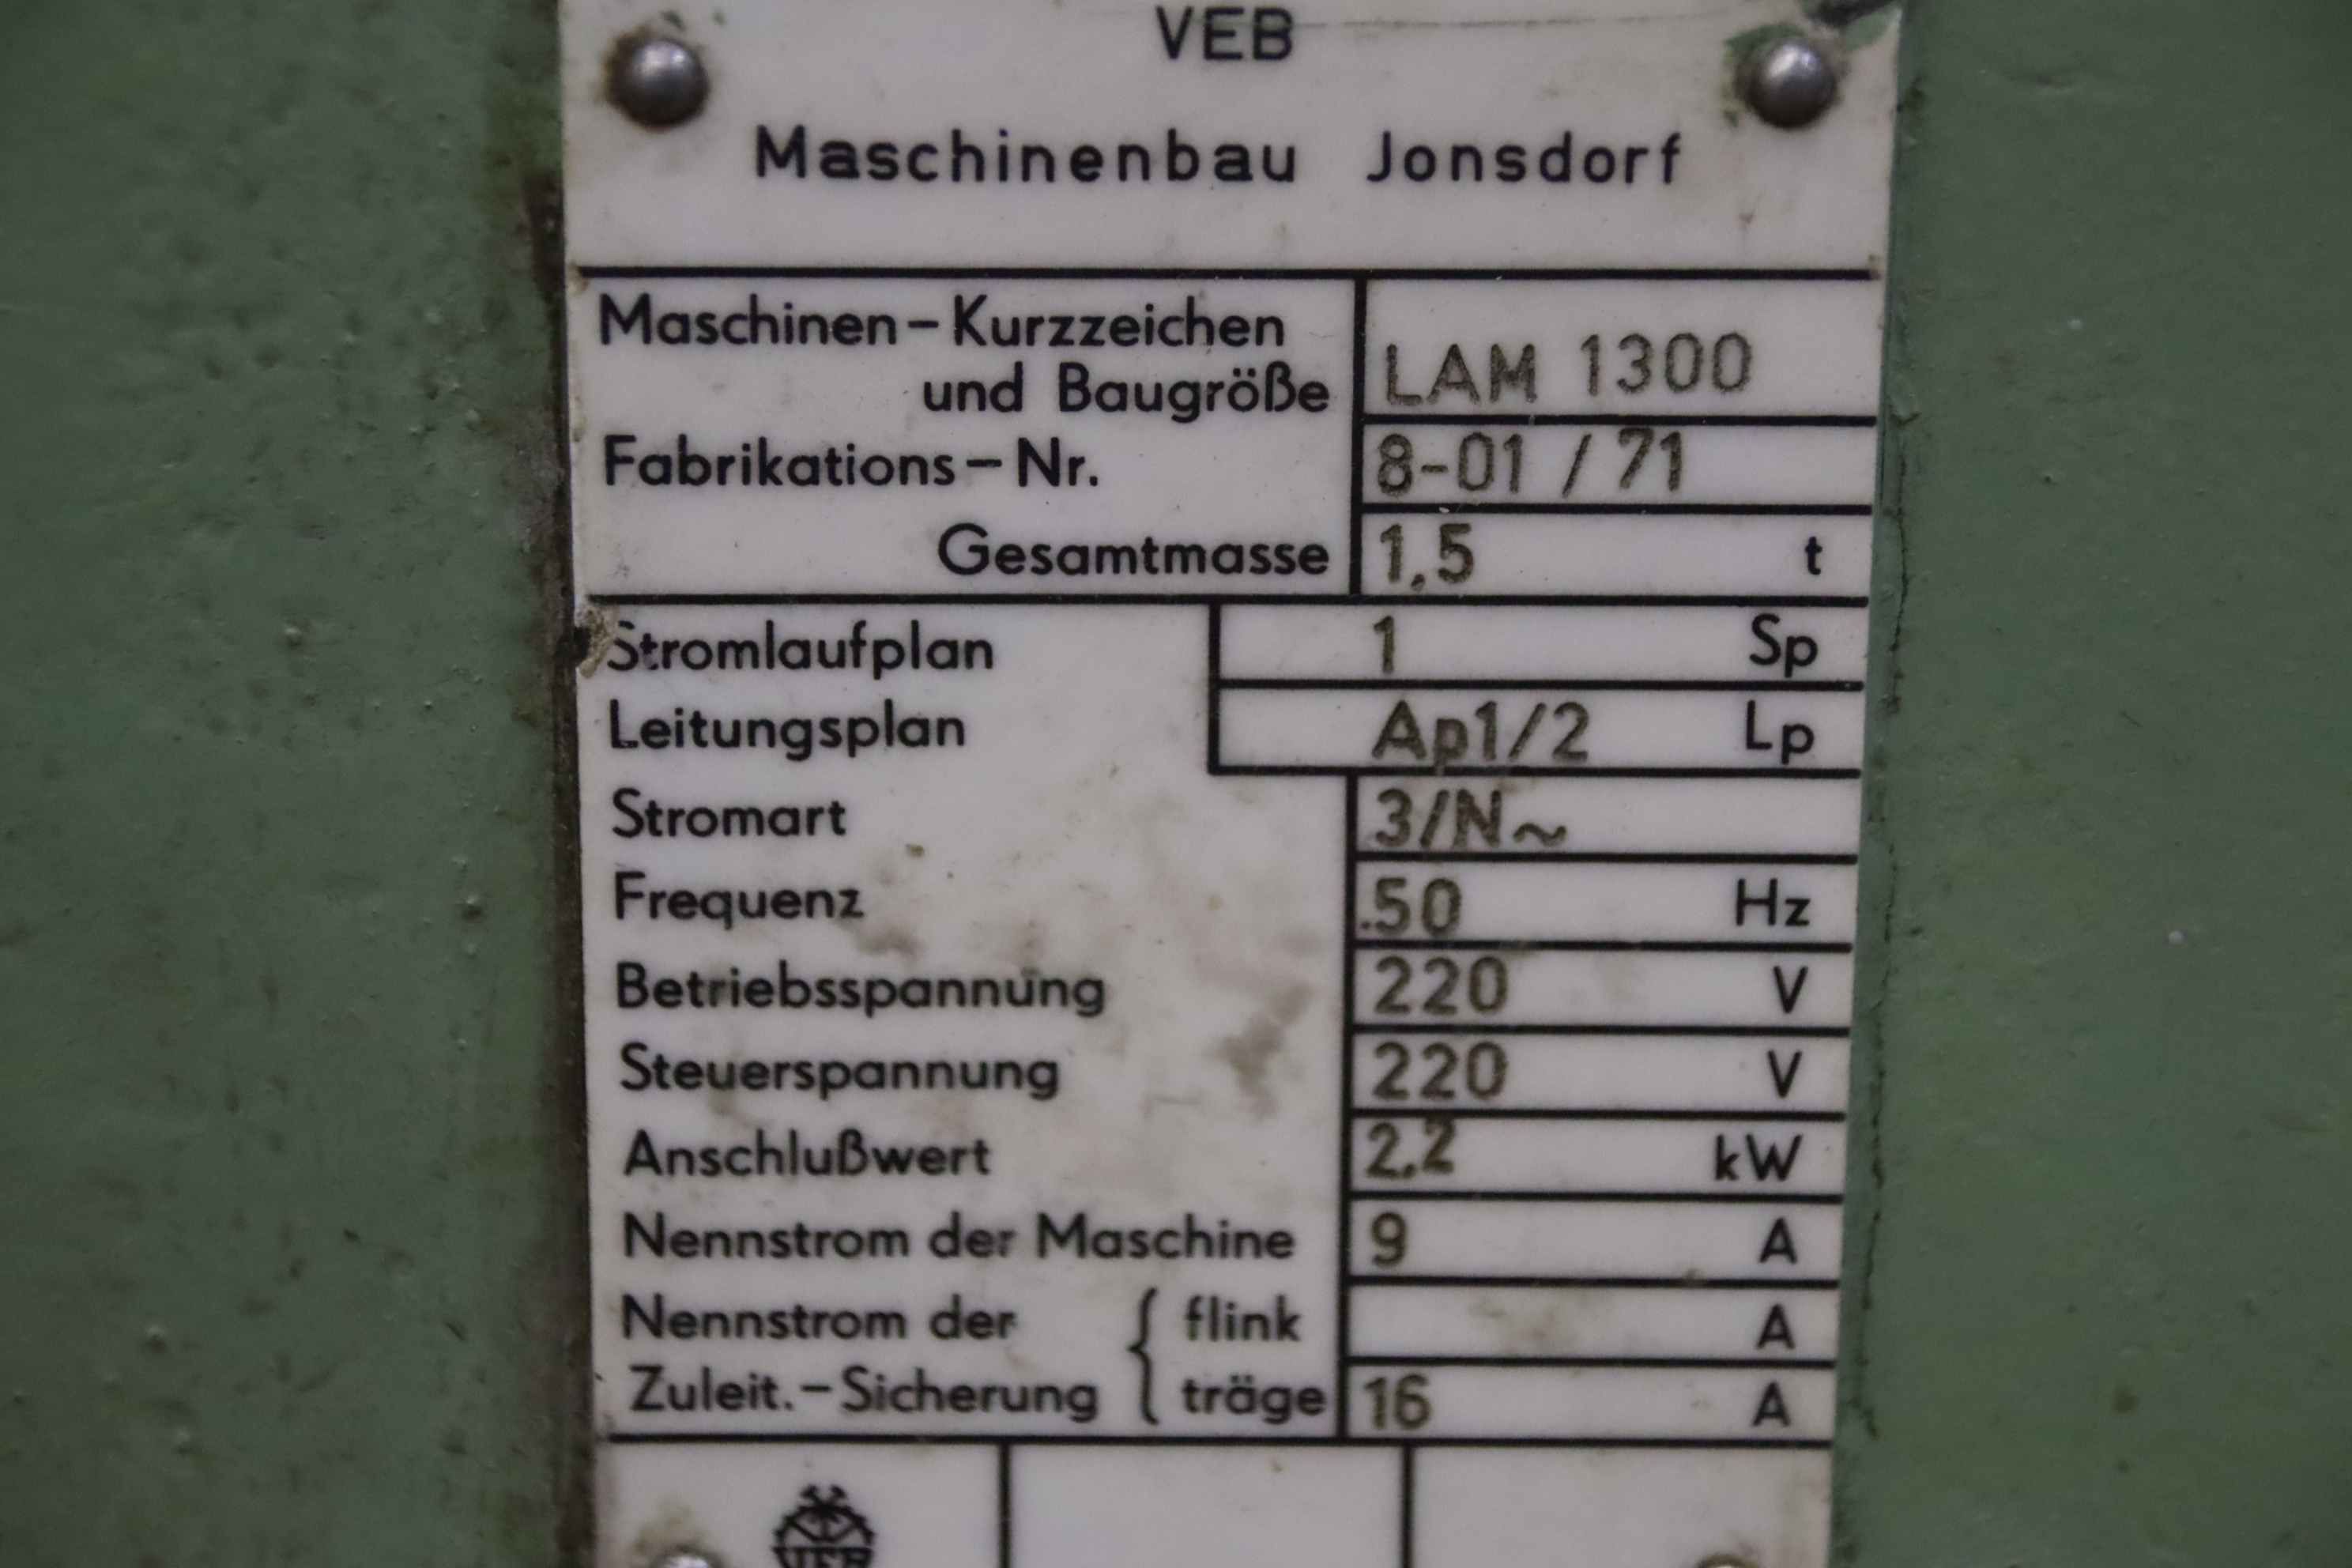 VEB
Maschinenbau Jonsdorf
Maschinen-Kurzzeichen
und Baugröße LAM 1300
Fabrikations-Nr. 8-01 / 71
Gesamtmasse 1,5 t
Stromlaufplan 1 Sp
Leitungsplan Ap1/2 Lp
Stromart 3/N~
Frequenz 50 Hz
Betriebsspannung 220 V
Steuerspannung 220 V
Anschlußwert 2,2 kW
Nennstrom der Maschine 9 A
Nennstrom der { flink A
Zuleit.-Sicherung { träge 16 A
VEB